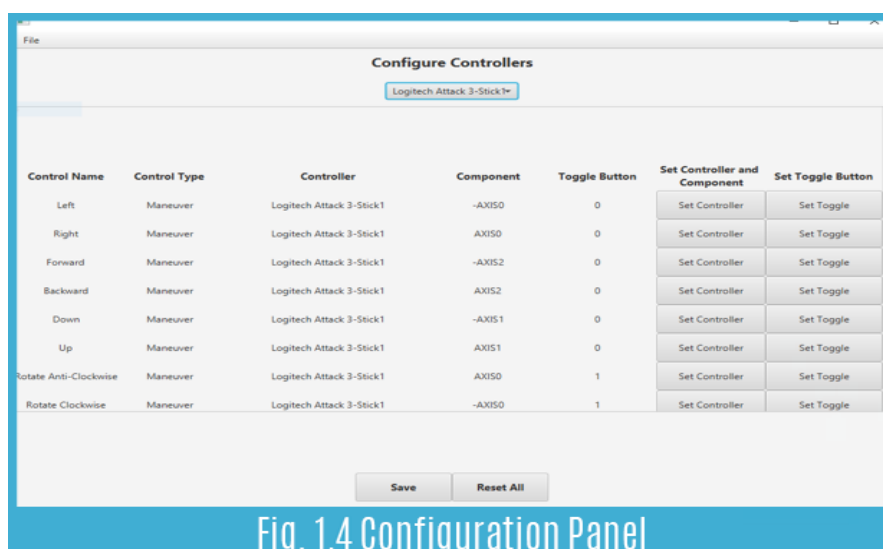 File
Configure Controllers
Logitech Attack 3-Stick1
Control Name Control Type Controller Component Toggle Button Set Controller and Component Set Toggle Button
Left Maneuver Logitech Attack 3-Stick1 -AXIS0 0 Set Controller Set Toggle
Right Maneuver Logitech Attack 3-Stick1 AXIS0 0 Set Controller Set Toggle
Forward Maneuver Logitech Attack 3-Stick1 -AXIS2 0 Set Controller Set Toggle
Backward Maneuver Logitech Attack 3-Stick1 AXIS2 0 Set Controller Set Toggle
Down Maneuver Logitech Attack 3-Stick1 -AXIS1 0 Set Controller Set Toggle
Up Maneuver Logitech Attack 3-Stick1 AXIS1 0 Set Controller Set Toggle
Rotate Anti-Clockwise Maneuver Logitech Attack 3-Stick1 AXIS0 1 Set Controller Set Toggle
Rotate Clockwise Maneuver Logitech Attack 3-Stick1 -AXIS0 1 Set Controller Set Toggle
Save Reset All
Fig. 1.4 Configuration Panel